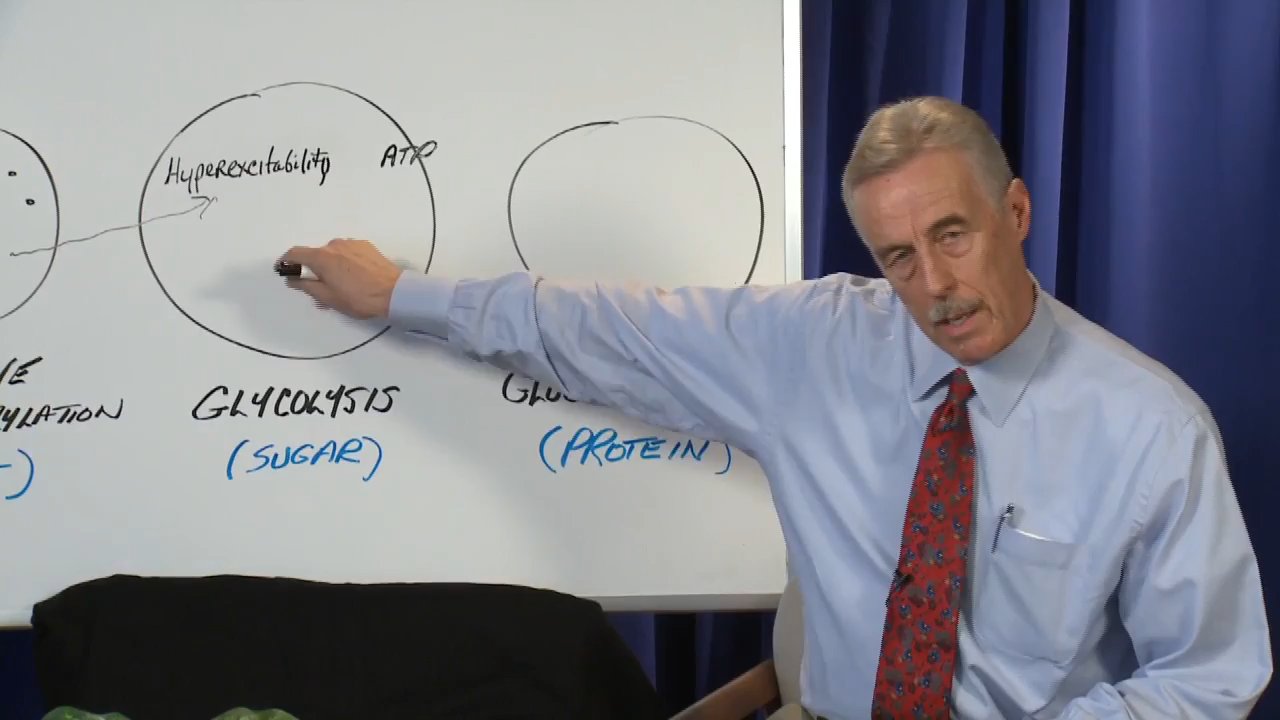 Hyperexcitability ATP
GLYCOLYSIS
(SUGAR)
(PROTEIN)